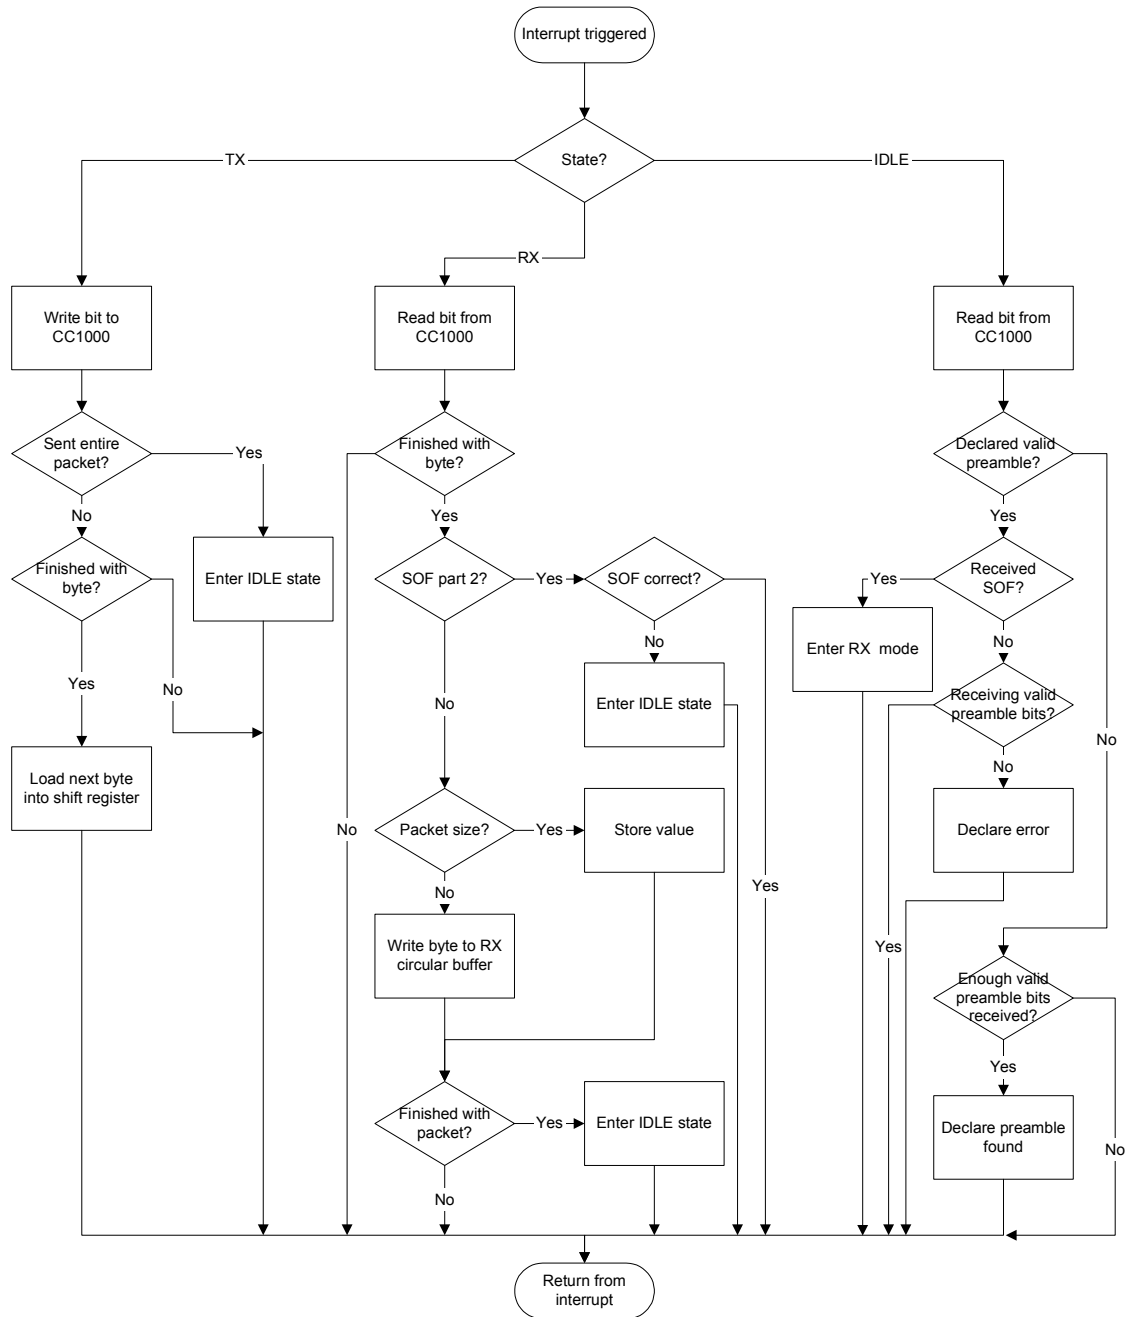 Interrupt triggered
State?
TX
IDLE
RX
Write bit to
CC1000
Read bit from
CC1000
Read bit from
CC1000
Sent entire
packet?
Yes
Finished with
byte?
Declared valid
preamble?
No
Yes
Yes
Finished with
byte?
Enter IDLE state
SOF part 2?
Yes
SOF correct?
Yes
Received
SOF?
No
No
Enter RX mode
Yes
No
No
Enter IDLE state
Receiving valid
preamble bits?
No
No
Load next byte
into shift register
No
Packet size?
Yes
Store value
Declare error
No
Yes
Write byte to RX
circular buffer
Yes
Enough valid
preamble bits
received?
Yes
Finished with
packet?
Yes
Enter IDLE state
Declare preamble
found
No
No
Return from
interrupt